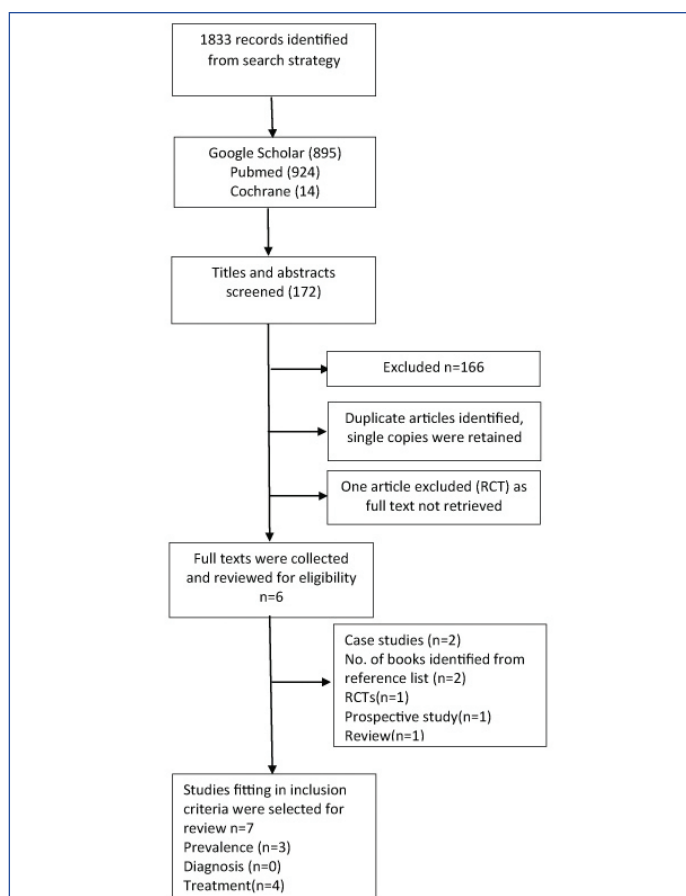 1833 records identified
from search strategy
Google Scholar (895)
Pubmed (924)
Cochrane (14)
Titles and abstracts
screened (172)
Excluded n=166
Duplicate articles identified,
single copies were retained
One article excluded (RCT) as
full text not retrieved
Full texts were collected
and reviewed for eligibility
n=6
Case studies (n=2)
No. of books identified from
reference list (n=2)
RCTs(n=1)
Prospective study(n=1)
Review(n=1)
Studies fitting in inclusion
criteria were selected for
review n=7
Prevalence (n=3)
Diagnosis (n=0)
Treatment(n=4)